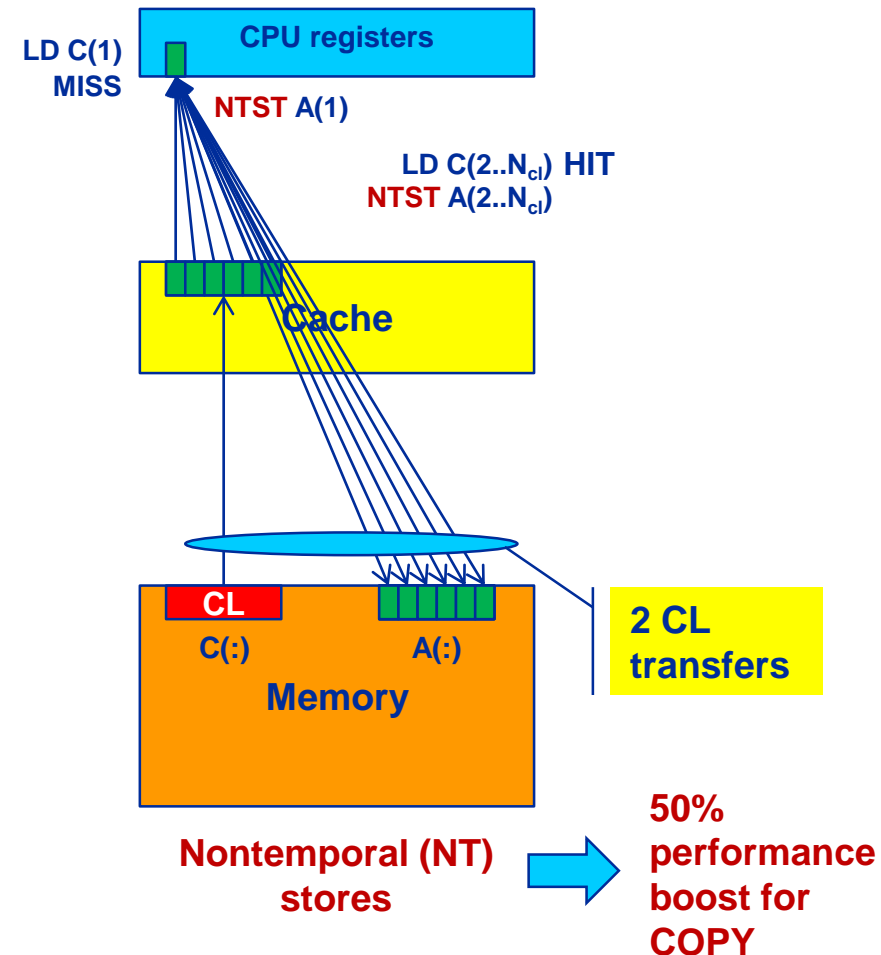 CPU registers
LD C(1)
MISS
NTST A(1)
LD C(2..Ncl) HIT
NTST A(2..Ncl)
Cache
CL
C(:)
A(:)
Memory
2 CL
transfers
Nontemporal (NT)
stores
50%
performance
boost for
COPY